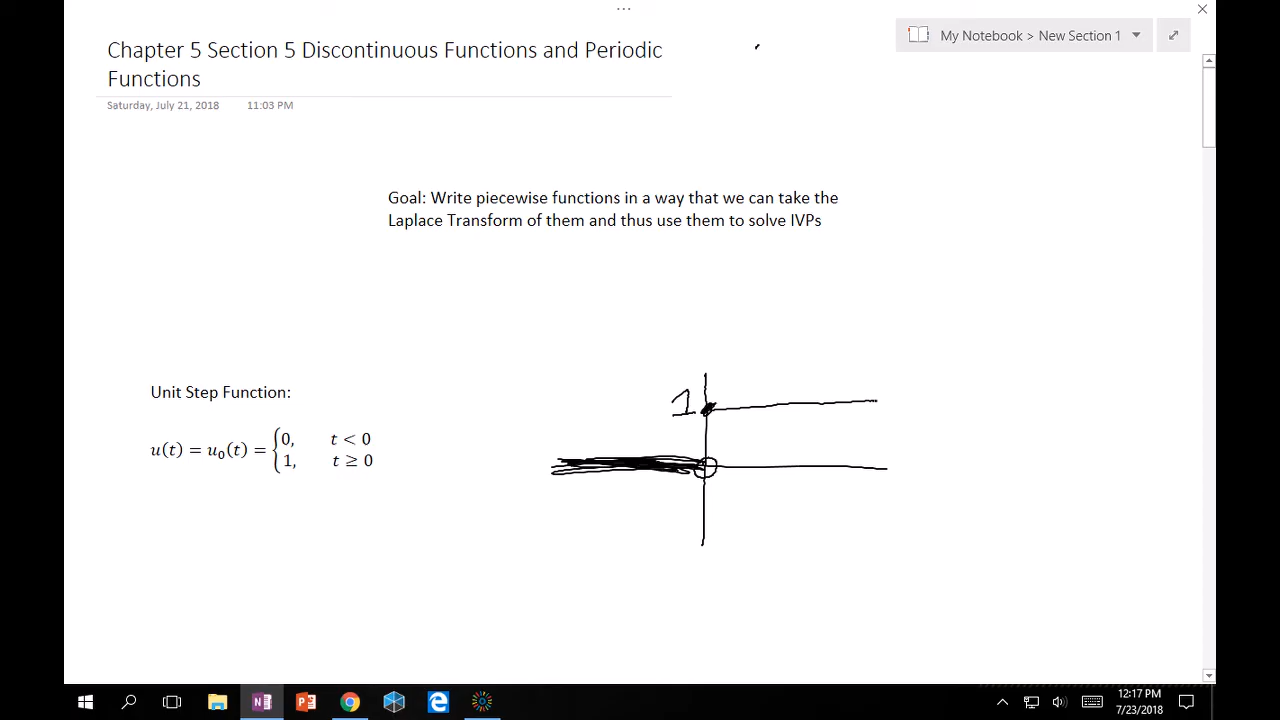 Chapter 5 Section 5 Discontinuous Functions and Periodic
Functions
My Notebook > New Section 1
Saturday, July 21, 2018 11:03 PM
Goal: Write piecewise functions in a way that we can take the
Laplace Transform of them and thus use them to solve IVPs
Unit Step Function:
u(t) = u₀(t) = {0, t < 0
1, t ≥ 0
1
12:17 PM
7/23/2018